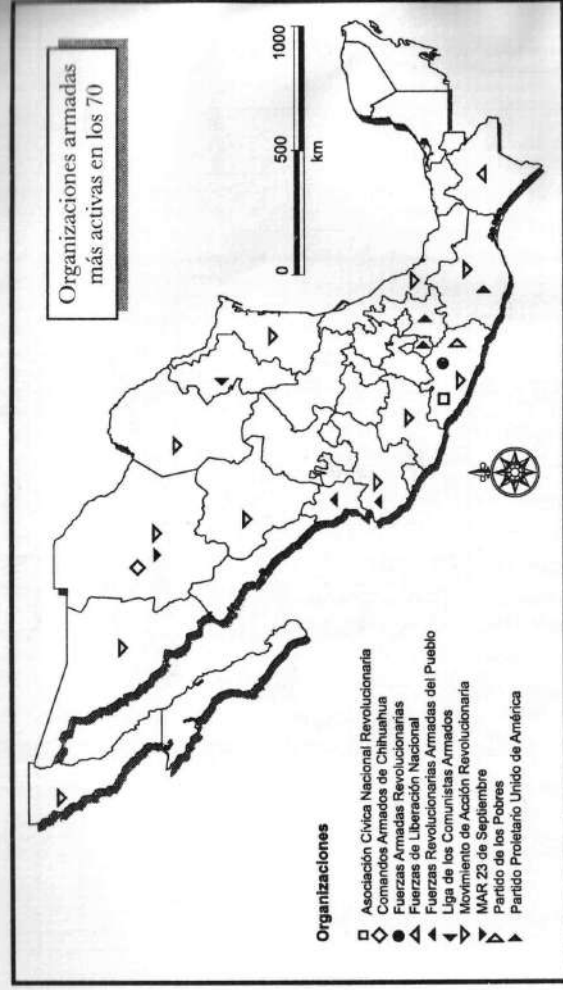 Organizaciones armadas
más activas en los 70
0
500
1000
km
Organizaciones
Asociación Cívica Nacional Revolucionaria
Comandos Armados de Chihuahua
Fuerzas Armadas Revolucionarias
Fuerzas de Liberación Nacional
Fuerzas Revolucionarias Armadas del Pueblo
Liga de los Comunistas Armados
Movimiento de Acción Revolucionaria
MAR 23 de Septiembre
Partido de los Pobres
Partido Proletario Unido de América